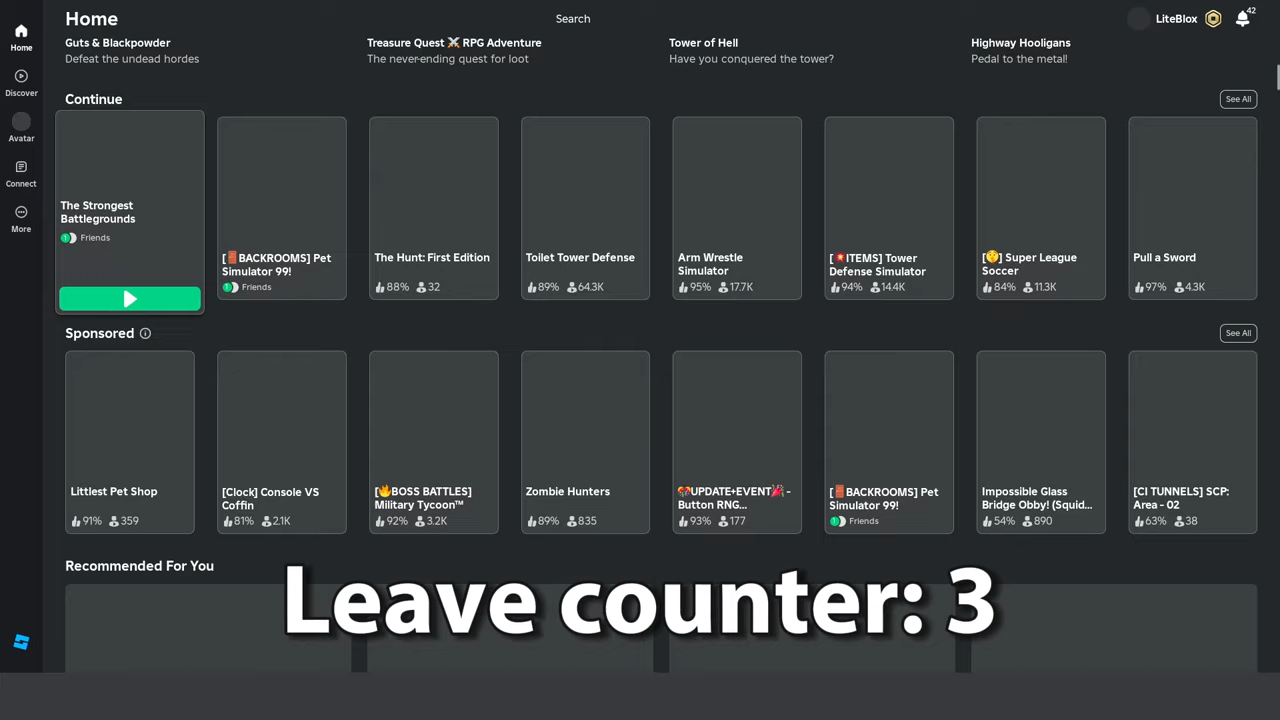 Home
Search
LiteBlox
42
Home
Discover
Avatar
Connect
More
Guts & Blackpowder
Defeat the undead hordes
Treasure Quest ⚔️ RPG Adventure
The never-ending quest for loot
Tower of Hell
Have you conquered the tower?
Highway Hooligans
Pedal to the metal!
Continue
See All
The Strongest
Battlegrounds
1 Friends
[🚪BACKROOMS] Pet
Simulator 99!
1 Friends
The Hunt: First Edition
88% 32
Toilet Tower Defense
89% 64.3K
Arm Wrestle
Simulator
95% 17.7K
[💥ITEMS] Tower
Defense Simulator
94% 14.4K
[🤫] Super League
Soccer
84% 11.3K
Pull a Sword
97% 4.3K
Sponsored
See All
Littlest Pet Shop
91% 359
[Clock] Console VS
Coffin
81% 2.1K
[🔥BOSS BATTLES]
Military Tycoon™
92% 3.2K
Zombie Hunters
89% 835
🎊UPDATE+EVENT🎉 -
Button RNG...
93% 177
[🚪BACKROOMS] Pet
Simulator 99!
1 Friends
Impossible Glass
Bridge Obby! (Squid...
54% 890
[CI TUNNELS] SCP:
Area - 02
63% 38
Recommended For You
Leave counter: 3